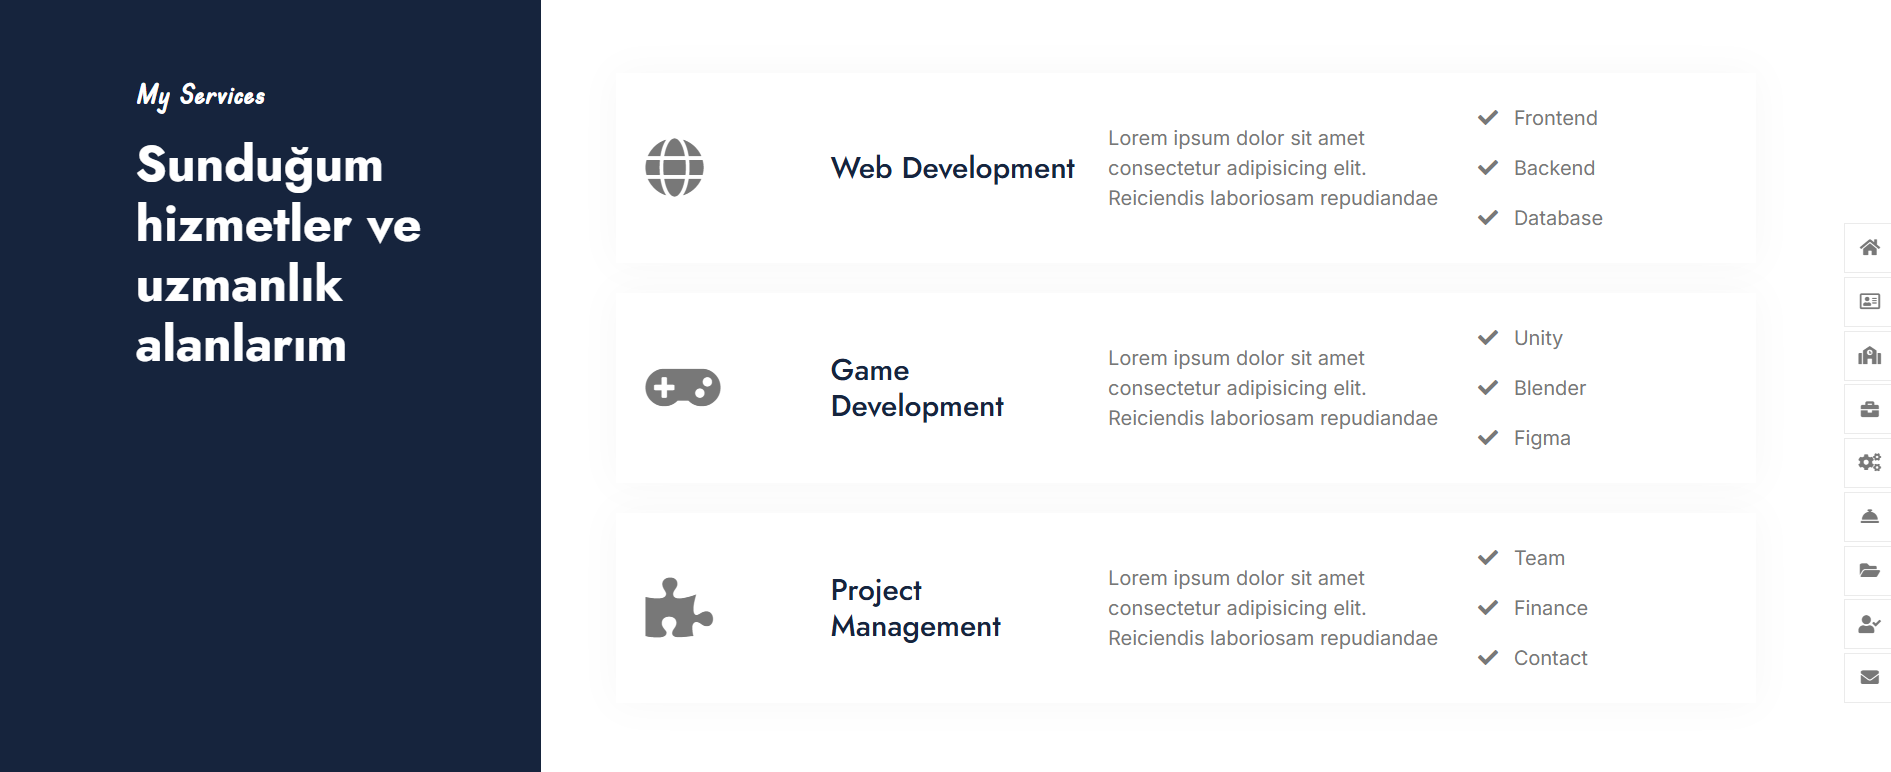 My Services
Sunduğum
hizmetler ve
uzmanlık
alanlarım
Web Development
Lorem ipsum dolor sit amet
consectetur adipisicing elit.
Reiciendis laboriosam repudiandae
Frontend
Backend
Database
Game
Development
Lorem ipsum dolor sit amet
consectetur adipisicing elit.
Reiciendis laboriosam repudiandae
Unity
Blender
Figma
Project
Management
Lorem ipsum dolor sit amet
consectetur adipisicing elit.
Reiciendis laboriosam repudiandae
Team
Finance
Contact